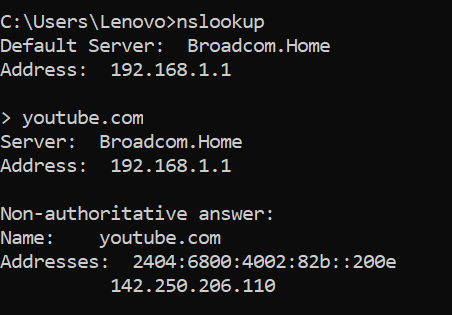 C:\Users\Lenovo>nslookup
Default Server:  Broadcom.Home
Address:  192.168.1.1
> youtube.com
Server:  Broadcom.Home
Address:  192.168.1.1
Non-authoritative answer:
Name:    youtube.com
Addresses:  2404:6800:4002:82b::200e
142.250.206.110